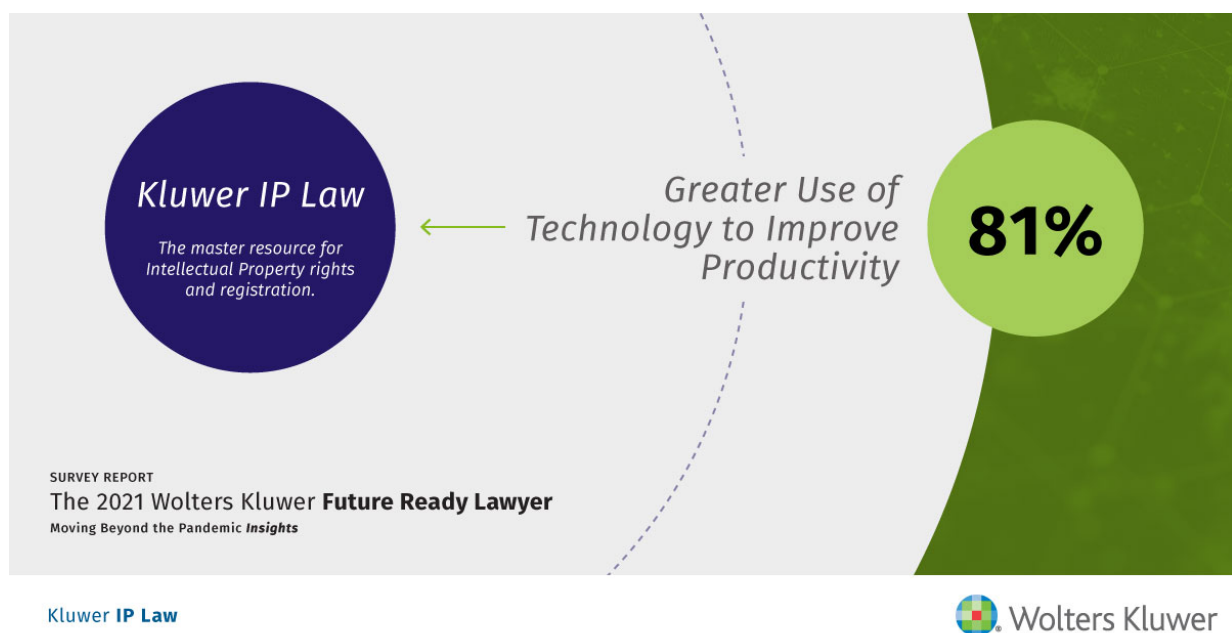 Kluwer IP Law
The master resource for
Intellectual Property rights
and registration.
Greater Use of
Technology to Improve
Productivity
81%
SURVEY REPORT
The 2021 Wolters Kluwer Future Ready Lawyer
Moving Beyond the Pandemic Insights
Kluwer IP Law
Wolters Kluwer